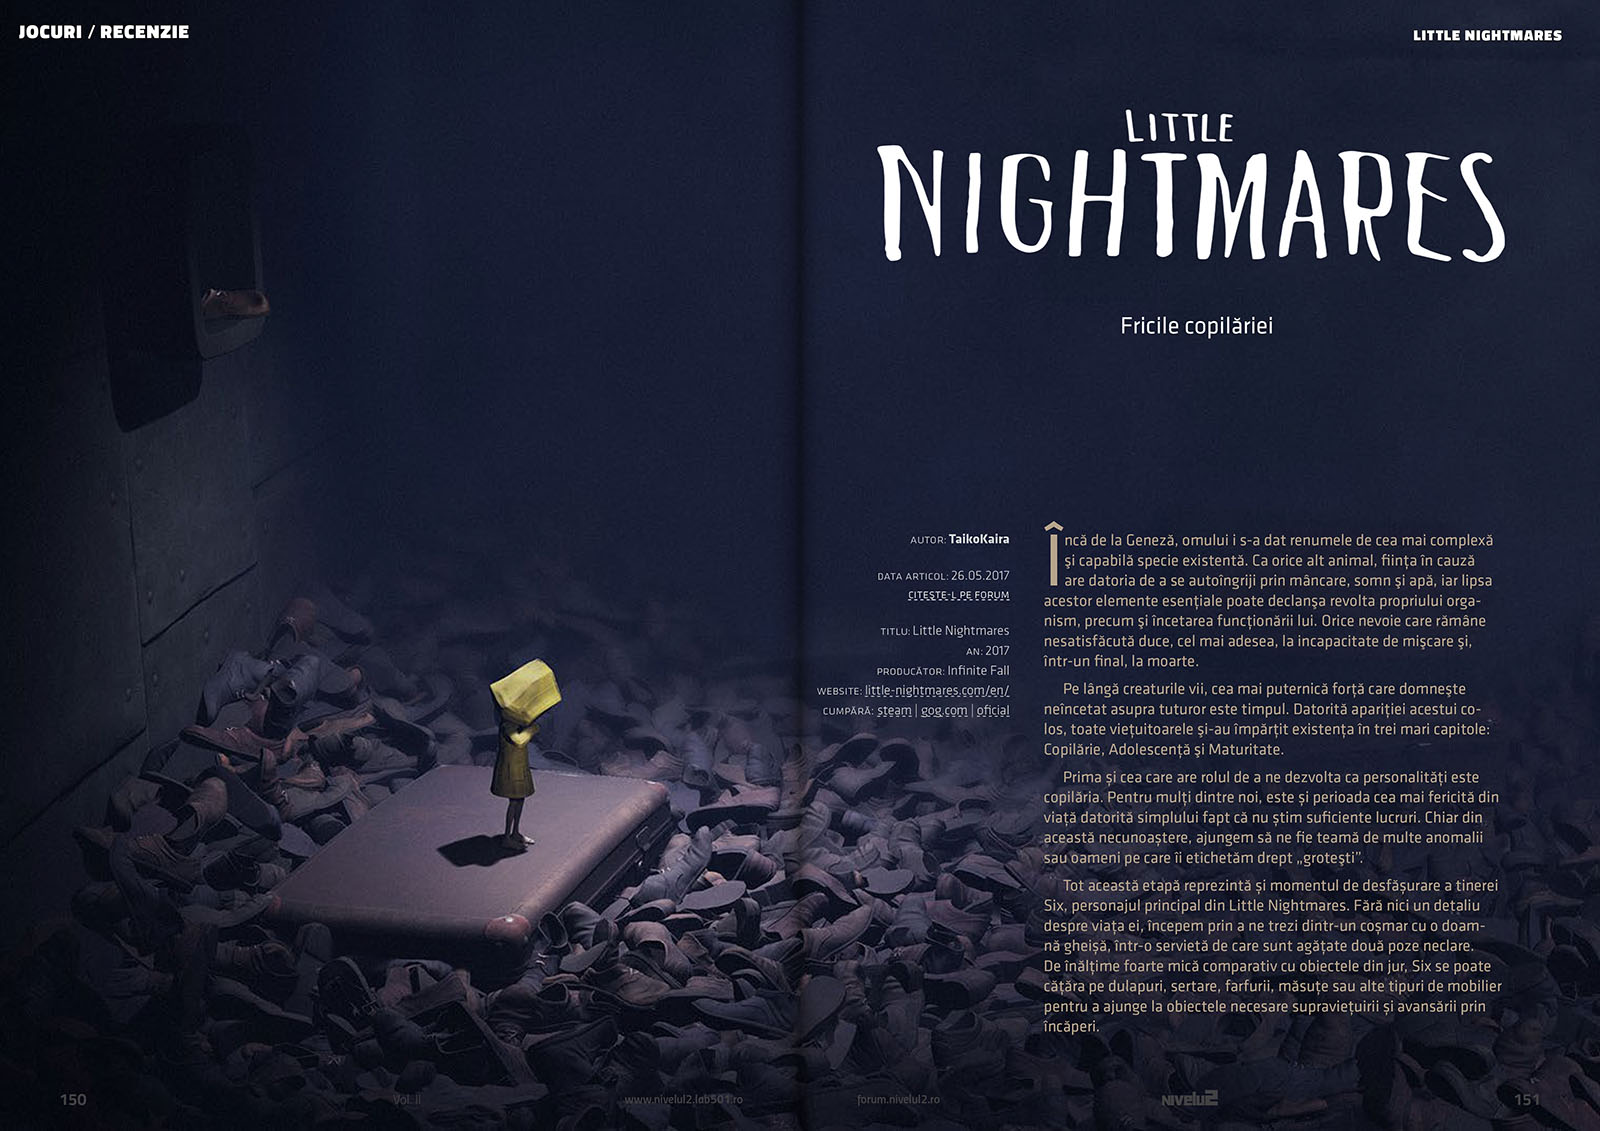 JOCURI / RECENZIE
LITTLE NIGHTMARES
LITTLE
NIGHTMARES
Fricile copilăriei
AUTOR: TaikoKaira
DATA ARTICOL: 26.05.2017
CITEȘTE-L PE FORUM
TITLU: Little Nightmares
AN: 2017
PRODUCĂTOR: Infinite Fall
WEBSITE: little-nightmares.com/en/
CUMPĂRĂ: steam | gog.com | oficial
Încă de la Geneză, omului i s-a dat renumele de cea mai complexă
şi capabilă specie existentă. Ca orice alt animal, ființa în cauză
are datoria de a se autoîngriji prin mâncare, somn şi apă, iar lipsa
acestor elemente esențiale poate declanşa revolta propriului orga-
nism, precum şi încetarea funcționării lui. Orice nevoie care rămâne
nesatisfăcută duce, cel mai adesea, la incapacitate de mişcare şi,
într-un final, la moarte.
Pe lângă creaturile vii, cea mai puternică forță care domneşte
neîncetat asupra tuturor este timpul. Datorită apariției acestui co-
los, toate viețuitoarele şi-au împărțit existența în trei mari capitole:
Copilărie, Adolescență şi Maturitate.
Prima și cea care are rolul de a ne dezvolta ca personalități este
copilăria. Pentru mulți dintre noi, este și perioada cea mai fericită din
viață datorită simplului fapt că nu știm suficiente lucruri. Chiar din
această necunoaștere, ajungem să ne fie teamă de multe anomalii
sau oameni pe care îi etichetăm drept „grotești”.
Tot această etapă reprezintă și momentul de desfășurare a tinerei
Six, personajul principal din Little Nightmares. Fără nici un detaliu
despre viața ei, începem prin a ne trezi dintr-un coșmar cu o doam-
nă gheișă, într-o servietă de care sunt agățate două poze neclare.
De înălțime foarte mică comparativ cu obiectele din jur, Six se poate
cățăra pe dulapuri, sertare, farfurii, măsuțe sau alte tipuri de mobilier
pentru a ajunge la obiectele necesare supraviețuirii și avansării prin
încăperi.
150
Vol. II
www.nivelul2.lab501.ro
forum.nivelul2.ro
NIVELUL2
151